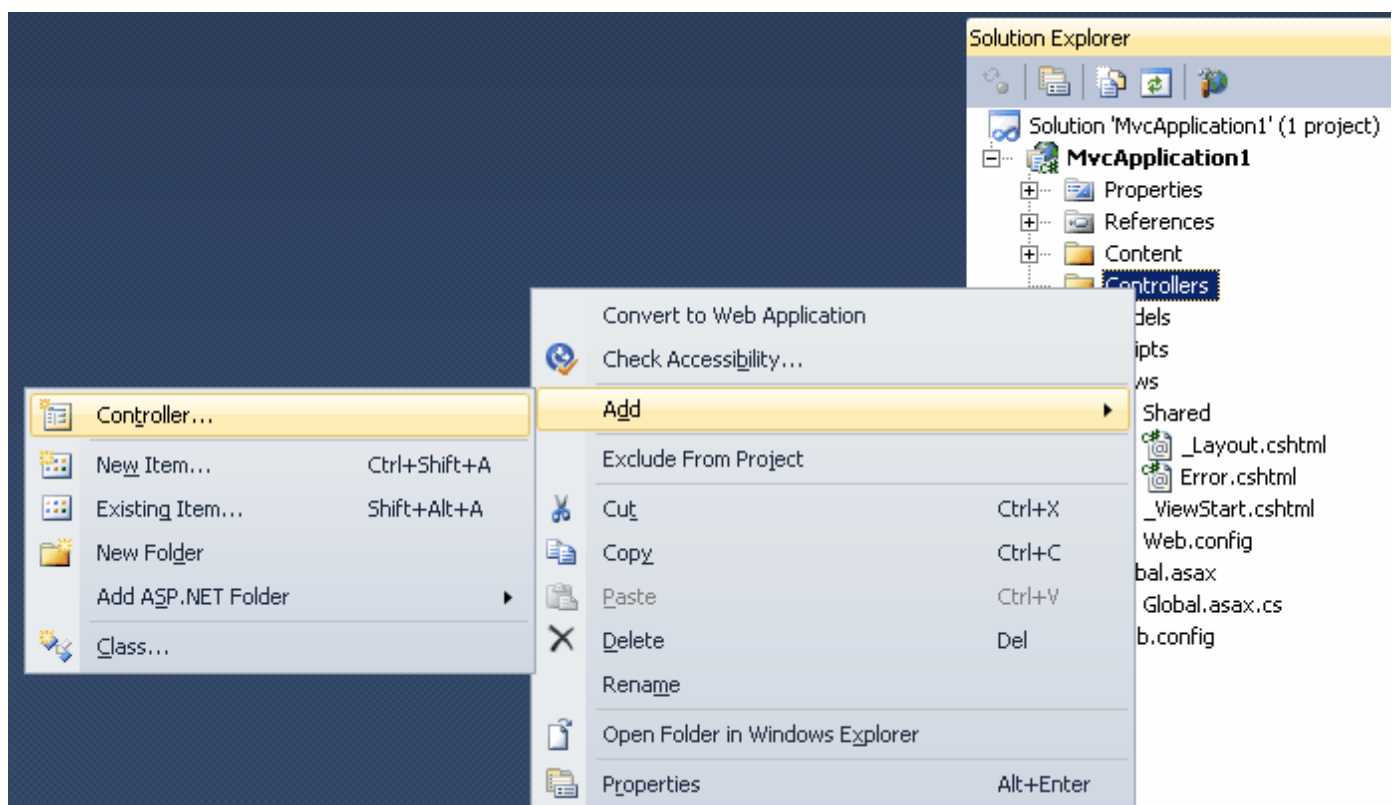 Solution Explorer
Solution 'MvcApplication1' (1 project)
MvcApplication1
Properties
References
Content
Controllers
dels
ipts
ws
Shared
_Layout.cshtml
Error.cshtml
_ViewStart.cshtml
Web.config
bal.asax
Global.asax.cs
b.config
Convert to Web Application
Check Accessibility...
Add
Exclude From Project
Cut Ctrl+X
Copy Ctrl+C
Paste Ctrl+V
Delete Del
Rename
Open Folder in Windows Explorer
Properties Alt+Enter
Controller...
New Item... Ctrl+Shift+A
Existing Item... Shift+Alt+A
New Folder
Add ASP.NET Folder
Class...